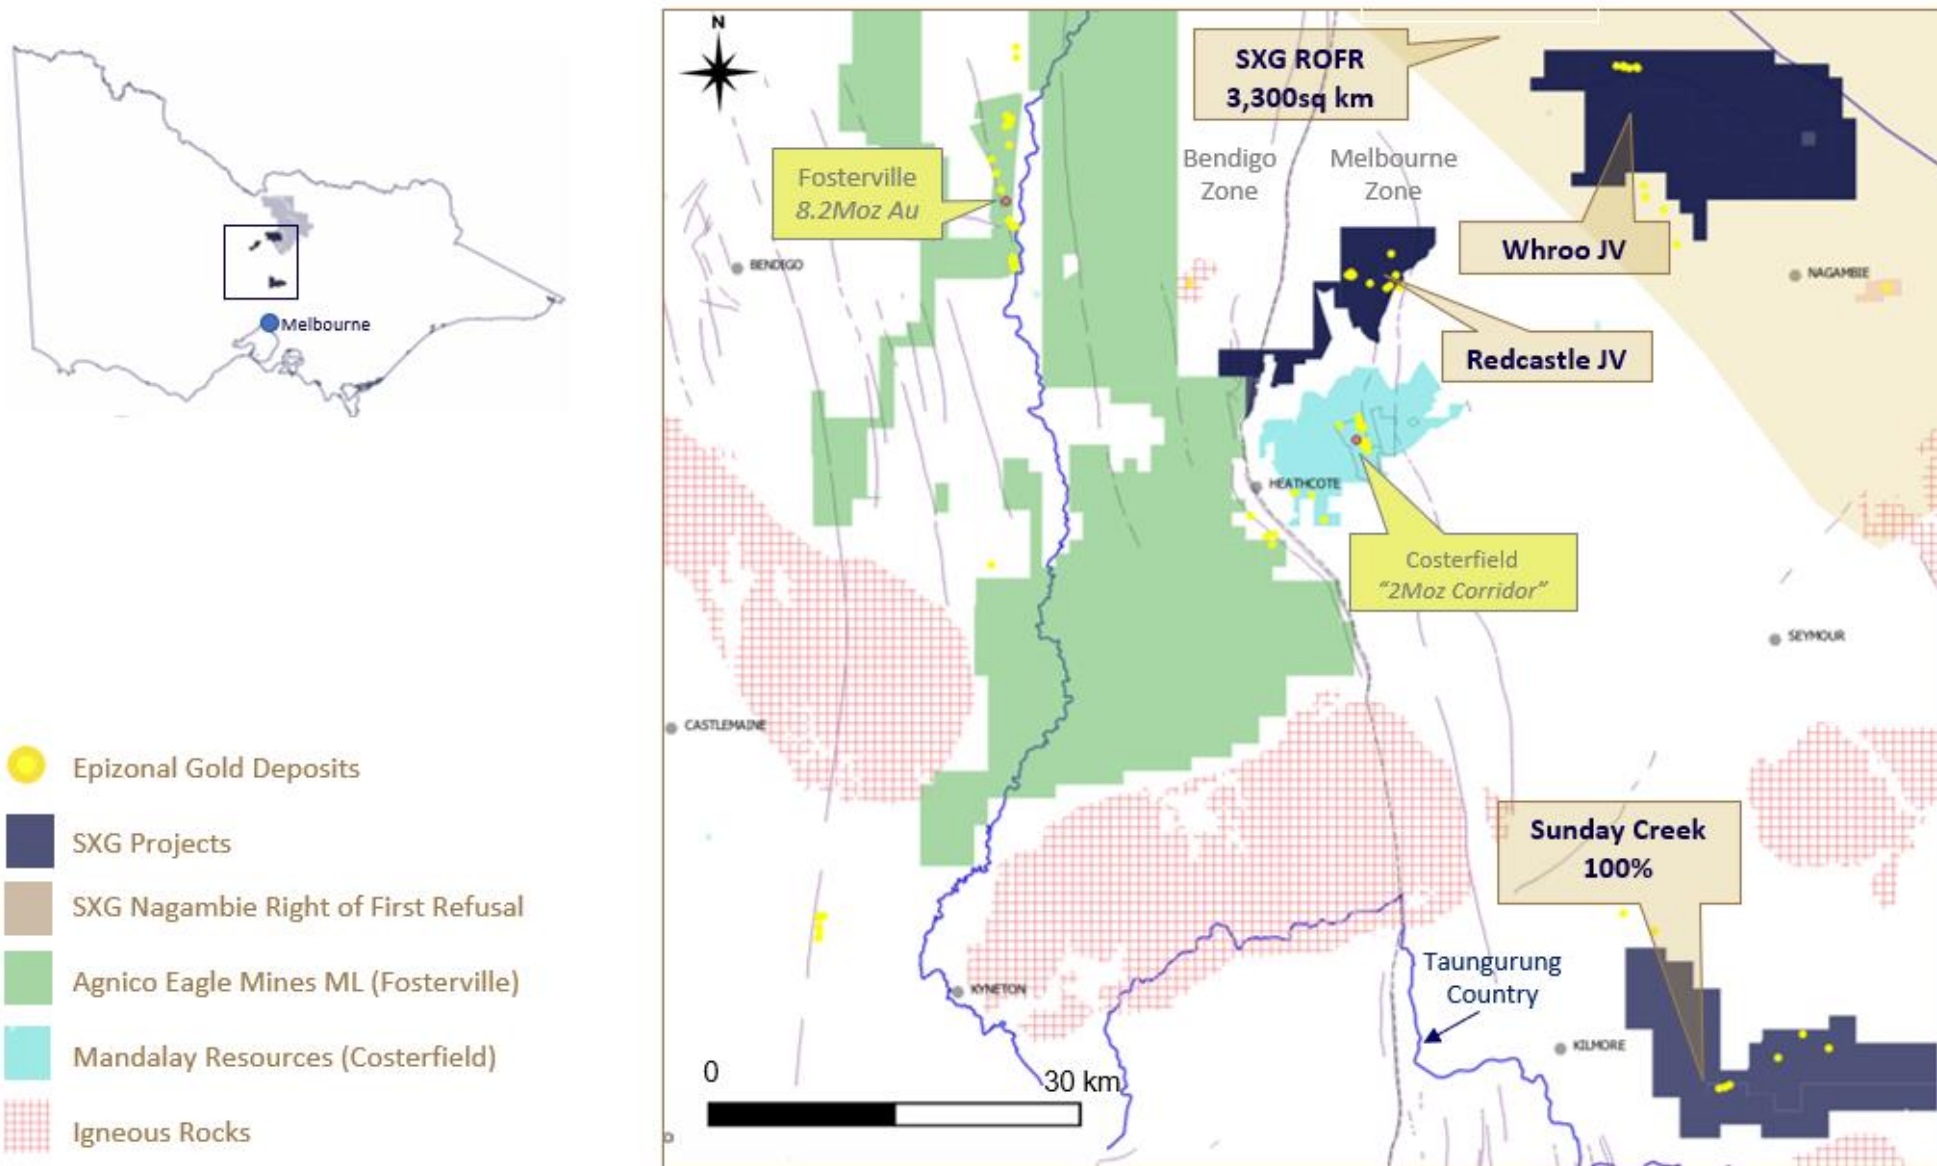 N
SXG ROFR
3,300sq km
Bendigo
Zone
Melbourne
Zone
Fosterville
8.2Moz Au
Whroo JV
BENDIGO
NAGAMBIE
Melbourne
Redcastle JV
HEATHCOTE
Costerfield
“2Moz Corridor”
SEYMOUR
CASTLEMAINE
Epizonal Gold Deposits
SXG Projects
SXG Nagambie Right of First Refusal
Agnico Eagle Mines ML (Fosterville)
Mandalay Resources (Costerfield)
Igneous Rocks
Sunday Creek
100%
Taungurung
Country
KYNETON
KILMORE
0
30 km